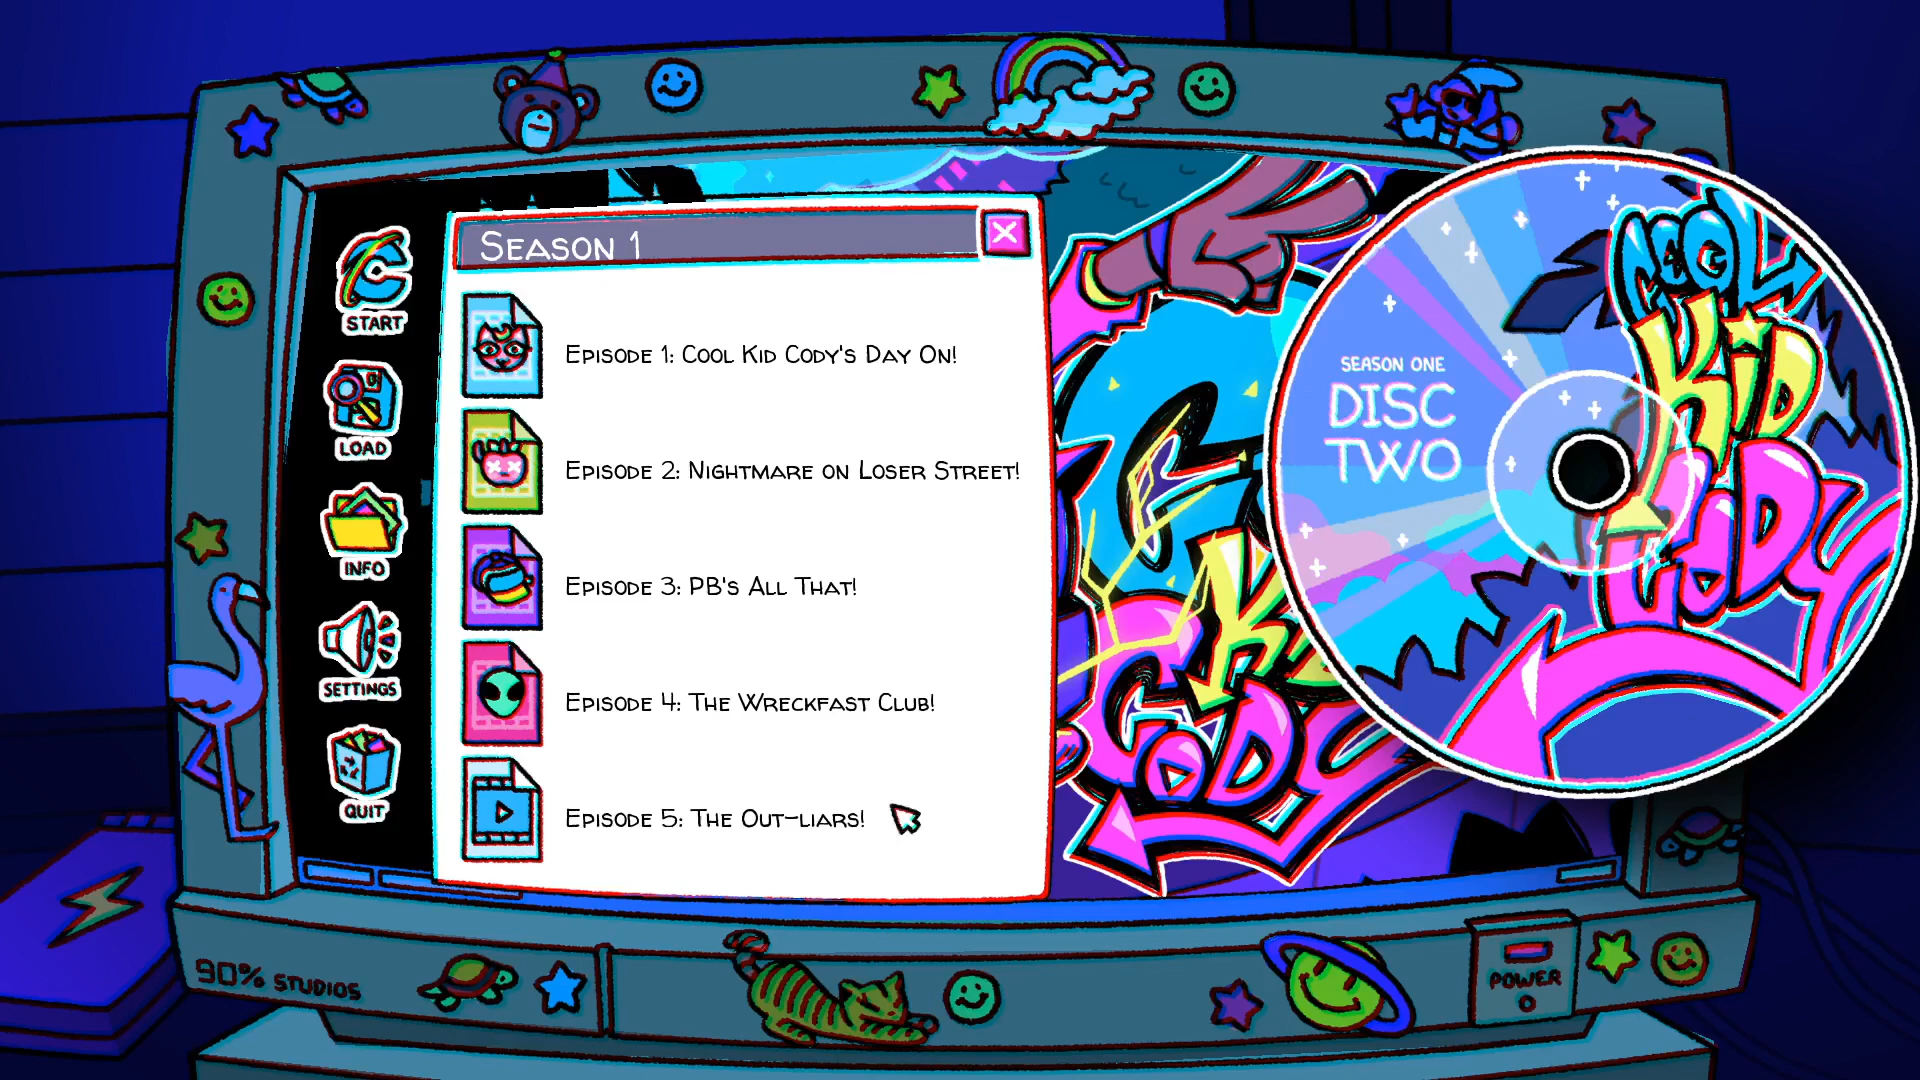 SEASON 1
START
LOAD
INFO
SETTINGS
QUIT
EPISODE 1: COOL KID CODY'S DAY ON!
EPISODE 2: NIGHTMARE ON LOSER STREET!
EPISODE 3: PB'S ALL THAT!
EPISODE 4: THE WRECKFAST CLUB!
EPISODE 5: THE OUT-LIARS!
SEASON ONE
DISC
TWO
COOL
KID
CODY
CODY
90% STUDIOS
POWER